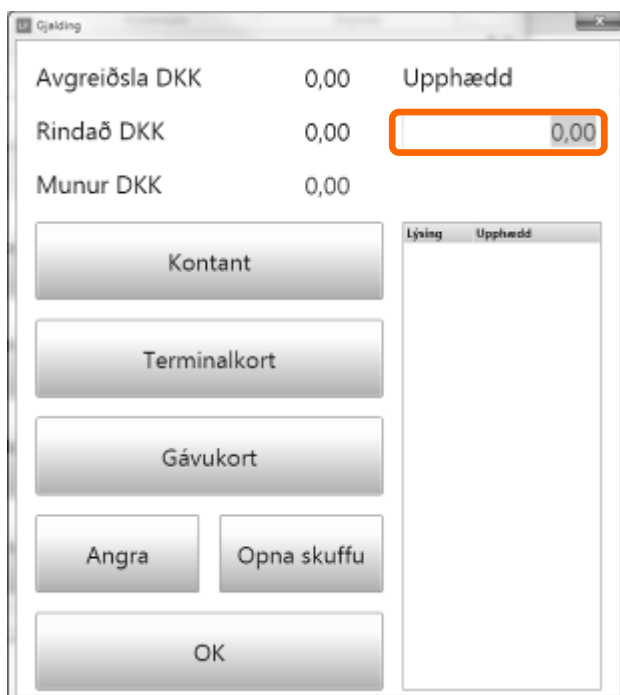 Gjalding
Avgreiðsla DKK 0,00 Upphædd
Rindað DKK 0,00 0,00
Munur DKK 0,00
Lýsing Upphædd
Kontant
Terminalkort
Gávukort
Angra Opna skuffu
OK